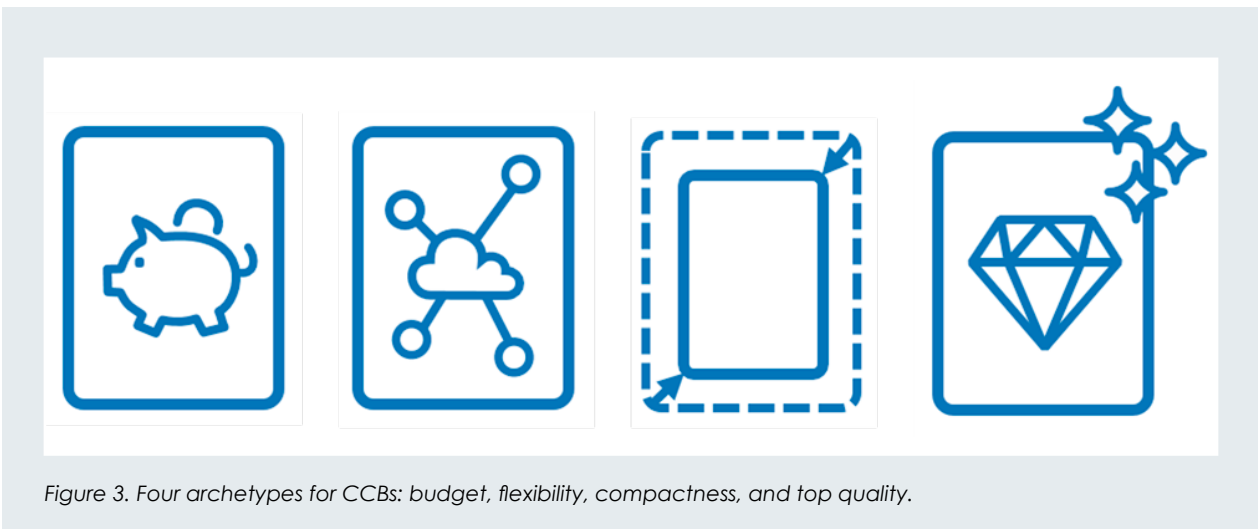 Figure 3. Four archetypes for CCBs: budget, flexibility, compactness, and top quality.